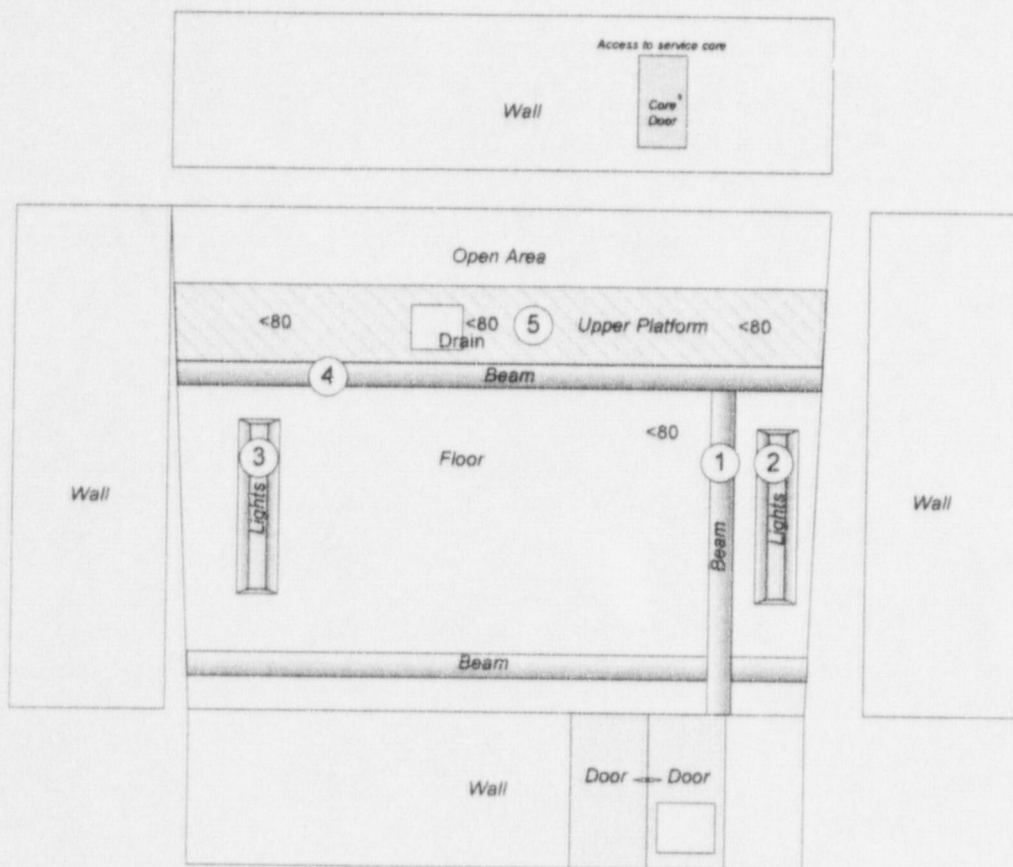 Access to service core
Wall
Core
Door
Open Area
<80
<80
5
Upper Platform
<80
Drain
4
Beam
<80
3
Floor
1
2
Wall
Lights
Beam
Lights
Wall
Beam
Wall
Door
Door